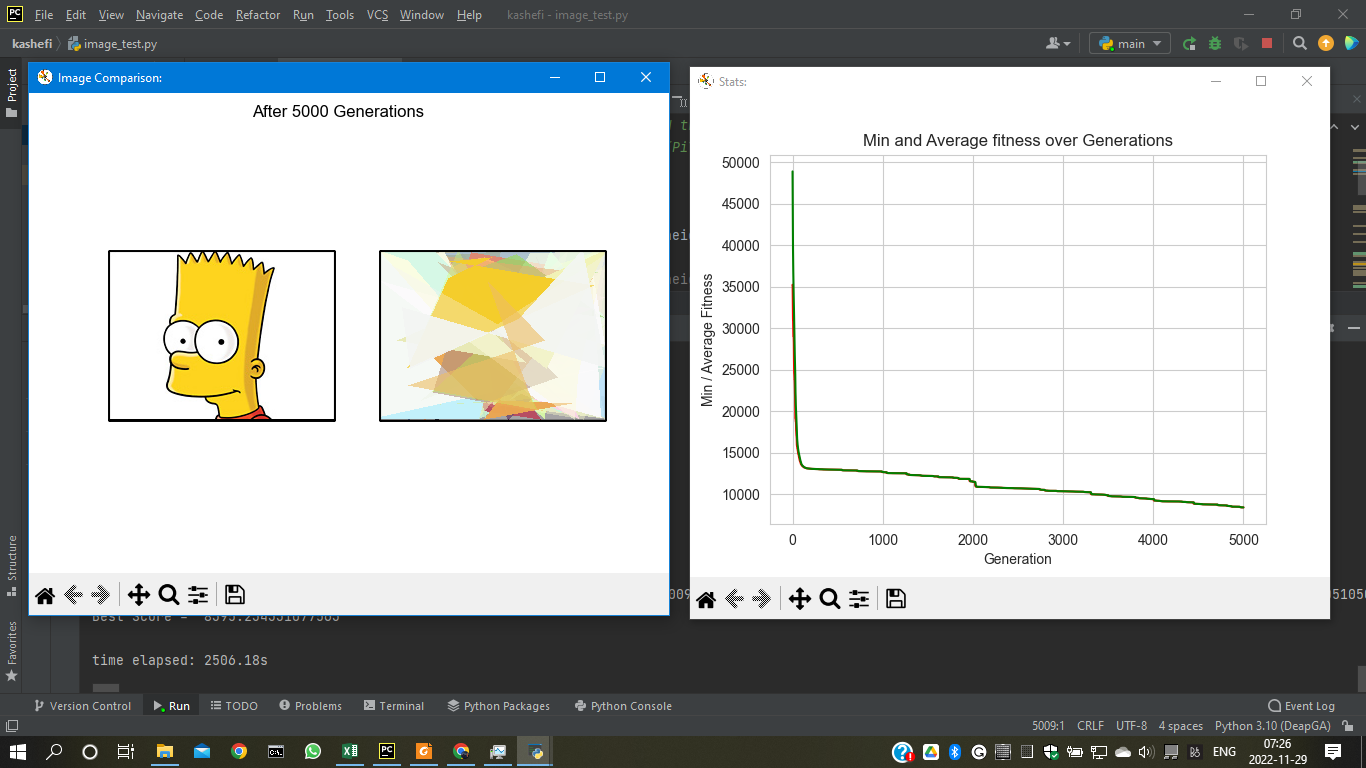 File Edit View Navigate Code Refactor Run Tools VCS Window Help kashefi - image_test.py
kashefi image_test.py main
Project
Image Comparison:
After 5000 Generations
Stats:
Min and Average fitness over Generations
50000
45000
40000
35000
30000
25000
20000
15000
10000
Min / Average Fitness
0 1000 2000 3000 4000 5000
Generation
Structure
Favorites
Best Score =
time elapsed: 2506.18s
Version Control Run TODO Problems Terminal Python Packages Python Console Event Log
5009:1 CRLF UTF-8 4 spaces Python 3.10 (DeapGA)
ENG
07:26
2022-11-29